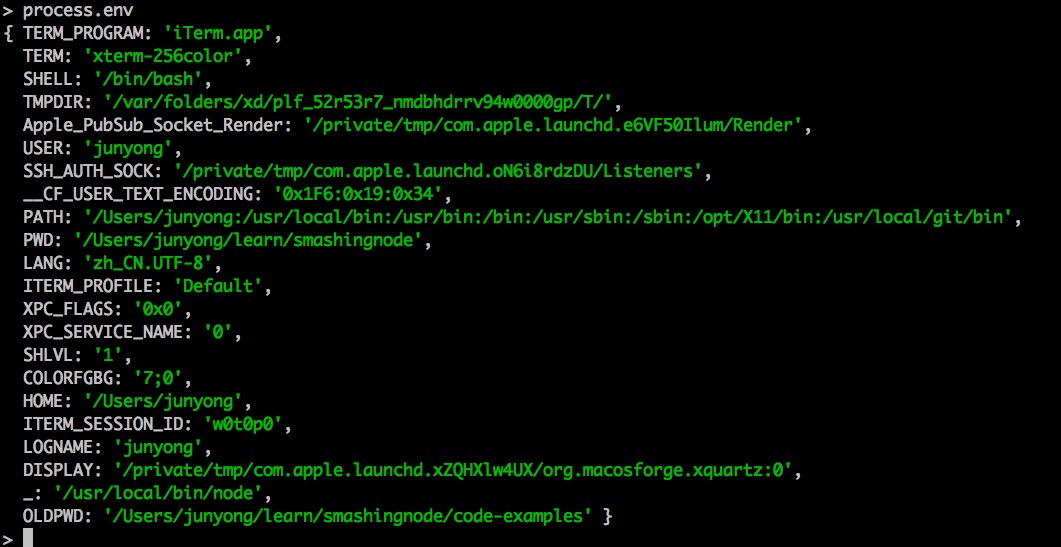 > process.env
{ TERM_PROGRAM: 'iTerm.app',
TERM: 'xterm-256color',
SHELL: '/bin/bash',
TMPDIR: '/var/folders/xd/plf_52r53r7_nmdbhdrrv94w0000gp/T/',
Apple_PubSub_Socket_Render: '/private/tmp/com.apple.launchd.e6VF50Ilum/Render',
USER: 'junyong',
SSH_AUTH_SOCK: '/private/tmp/com.apple.launchd.oN6i8rdzDU/Listeners',
__CF_USER_TEXT_ENCODING: '0x1F6:0x19:0x34',
PATH: '/Users/junyong:/usr/local/bin:/usr/bin:/bin:/usr/sbin:/sbin:/opt/X11/bin:/usr/local/git/bin',
PWD: '/Users/junyong/learn/smashingnode',
LANG: 'zh_CN.UTF-8',
ITERM_PROFILE: 'Default',
XPC_FLAGS: '0x0',
XPC_SERVICE_NAME: '0',
SHLVL: '1',
COLORFGBG: '7;0',
HOME: '/Users/junyong',
ITERM_SESSION_ID: 'w0t0p0',
LOGNAME: 'junyong',
DISPLAY: '/private/tmp/com.apple.launchd.xZQHXlw4UX/org.macosforge.xquartz:0',
_: '/usr/local/bin/node',
OLDPWD: '/Users/junyong/learn/smashingnode/code-examples' }
>